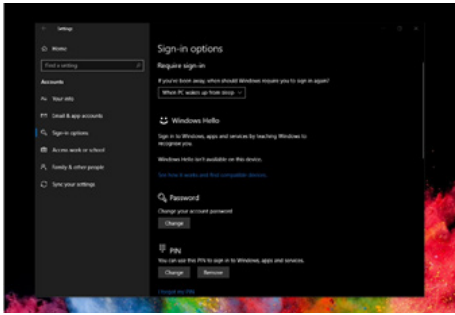 Settings
Home
Find a setting
Accounts
Your info
Email & app accounts
Sign-in options
Access work or school
Family & other people
Sync your settings
Sign-in options
Require sign-in
If you've been away, when should Windows require you to sign in again?
When PC wakes up from sleep
Windows Hello
Sign in to Windows, apps and services by teaching Windows to
recognise you.
Windows Hello isn't available on this device.
See how it works and find compatible devices.
Password
Change your account password
Change
PIN
You can use this PIN to sign in to Windows, apps and services.
Change Remove
I forgot my PIN